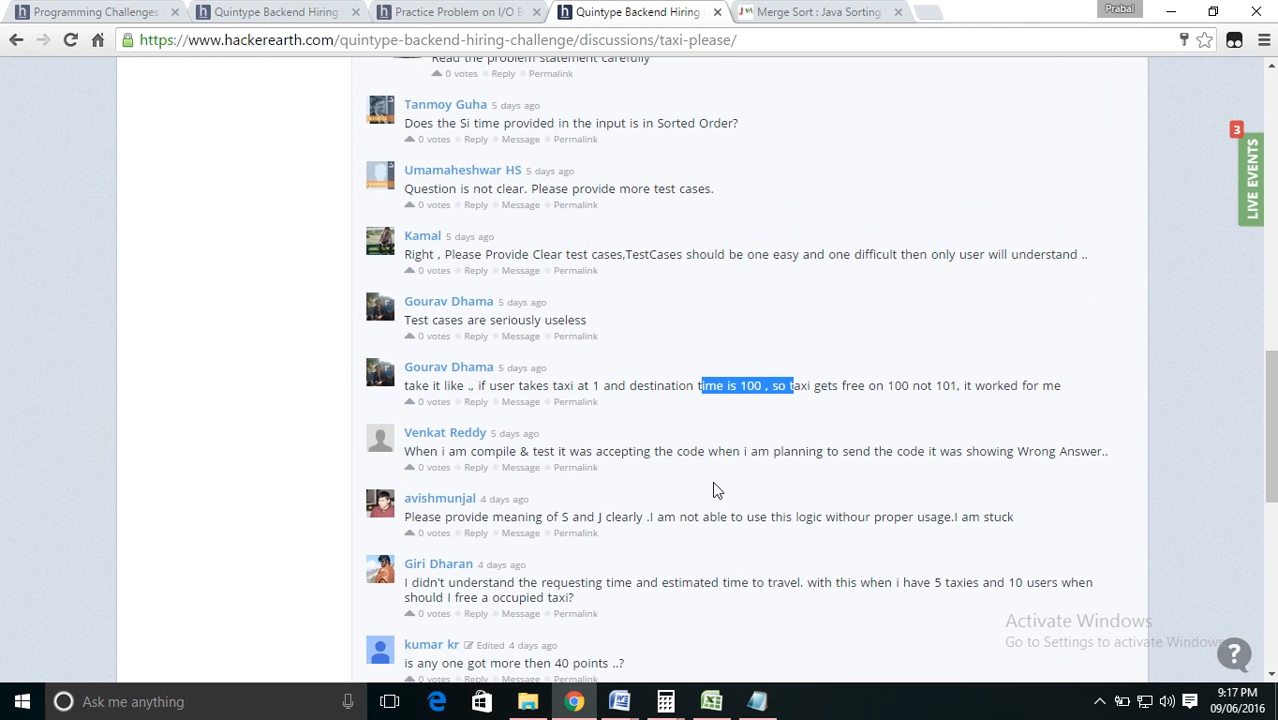 Programming Challenges
Quintype Backend Hiring
Practice Problem on I/O B
Quintype Backend Hiring
Merge Sort : Java Sorting
Prabal
https://www.hackerearth.com/quintype-backend-hiring-challenge/discussions/taxi-please/
Read the problem statement carefully
0 votes Reply Permalink
Tanmoy Guha 5 days ago
Does the Si time provided in the input is in Sorted Order?
0 votes Reply Message Permalink
Umamaheshwar HS 5 days ago
Question is not clear. Please provide more test cases.
0 votes Reply Message Permalink
Kamal 5 days ago
Right , Please Provide Clear test cases,TestCases should be one easy and one difficult then only user will understand ..
0 votes Reply Message Permalink
Gourav Dhama 5 days ago
Test cases are seriously useless
0 votes Reply Message Permalink
Gourav Dhama 5 days ago
take it like ., if user takes taxi at 1 and destination time is 100 , so taxi gets free on 100 not 101, it worked for me
0 votes Reply Message Permalink
Venkat Reddy 5 days ago
When i am compile & test it was accepting the code when i am planning to send the code it was showing Wrong Answer..
0 votes Reply Message Permalink
avishmunjal 4 days ago
Please provide meaning of S and J clearly .I am not able to use this logic withour proper usage.I am stuck
0 votes Reply Message Permalink
Giri Dharan 4 days ago
I didn't understand the requesting time and estimated time to travel. with this when i have 5 taxies and 10 users when
should I free a occupied taxi?
0 votes Reply Message Permalink
kumar kr Edited 4 days ago
is any one got more then 40 points ..?
0 votes Reply Message Permalink
3
LIVE EVENTS
Activate Windows
Go to Settings to activate Windows.
?
Ask me anything
9:17 PM
09/06/2016